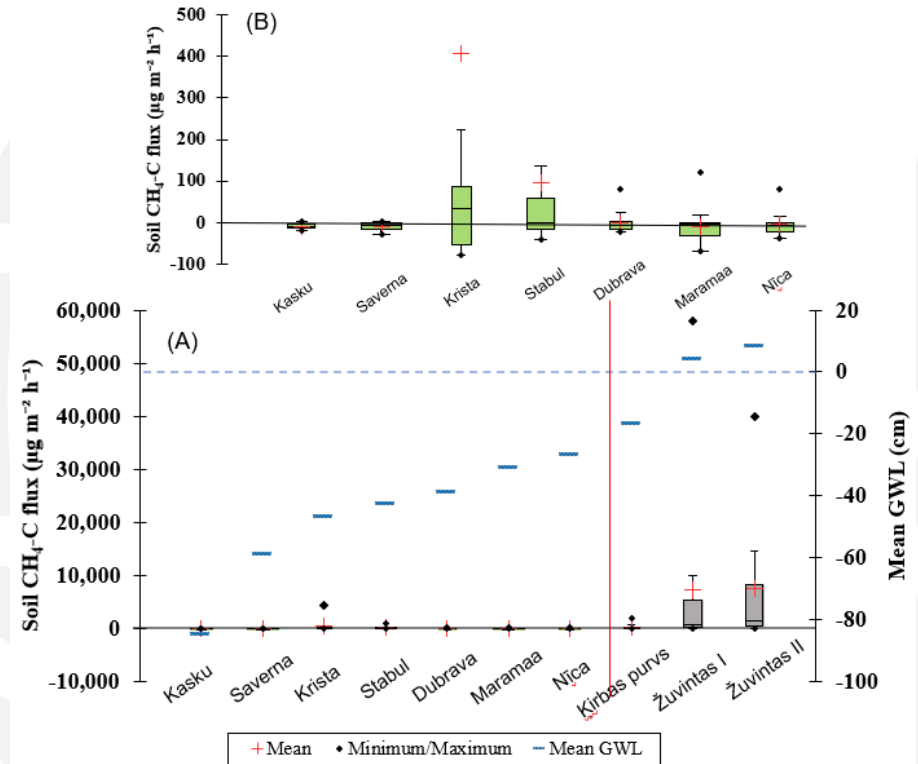 (B)
Soil CH₄-C flux (µg m⁻² h⁻¹)
500
400
300
200
100
0
-100
Kasku
Saverna
Krista
Stabul
Dubrava
Maramaa
Nīca
(A)
Soil CH₄-C flux (µg m⁻² h⁻¹)
60,000
50,000
40,000
30,000
20,000
10,000
0
-10,000
20
0
-20
-40
-60
-80
-100
Mean GWL (cm)
Kasku
Saverna
Krista
Stabul
Dubrava
Maramaa
Nīca
Ķirbas purvs
Žuvintas I
Žuvintas II
Mean Minimum/Maximum Mean GWL